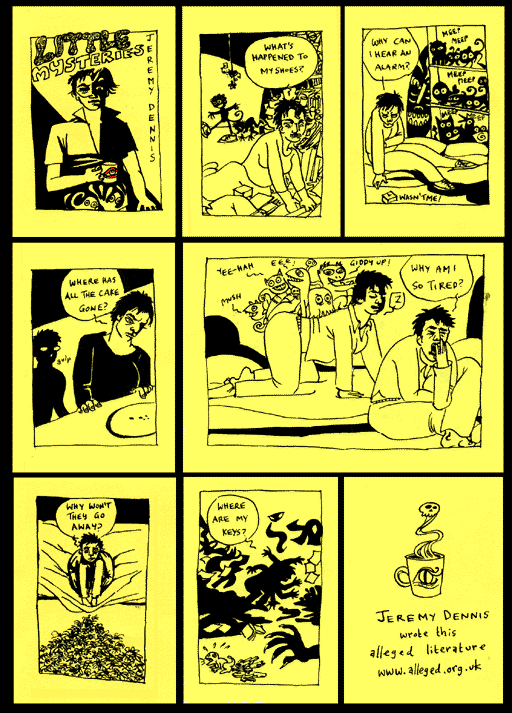 LITTLE
MYSTERIES
JEREMY DENNIS
WHAT'S
HAPPENED TO
MY SHOES?
WHY CAN
I HEAR AN
ALARM?
MEEP
MEEP
MEEP
MEEP
WASN'T ME!
WHERE HAS
ALL THE CAKE
GONE?
gulp
YEE-HAH
EEE!
GIDDY UP!
MUSH
Z
WHY AM I
SO TIRED?
WHY WON'T
THEY GO
AWAY?
WHERE
ARE MY
KEYS?
JEREMY DENNIS
wrote this
alleged literature
www.alleged.org.uk